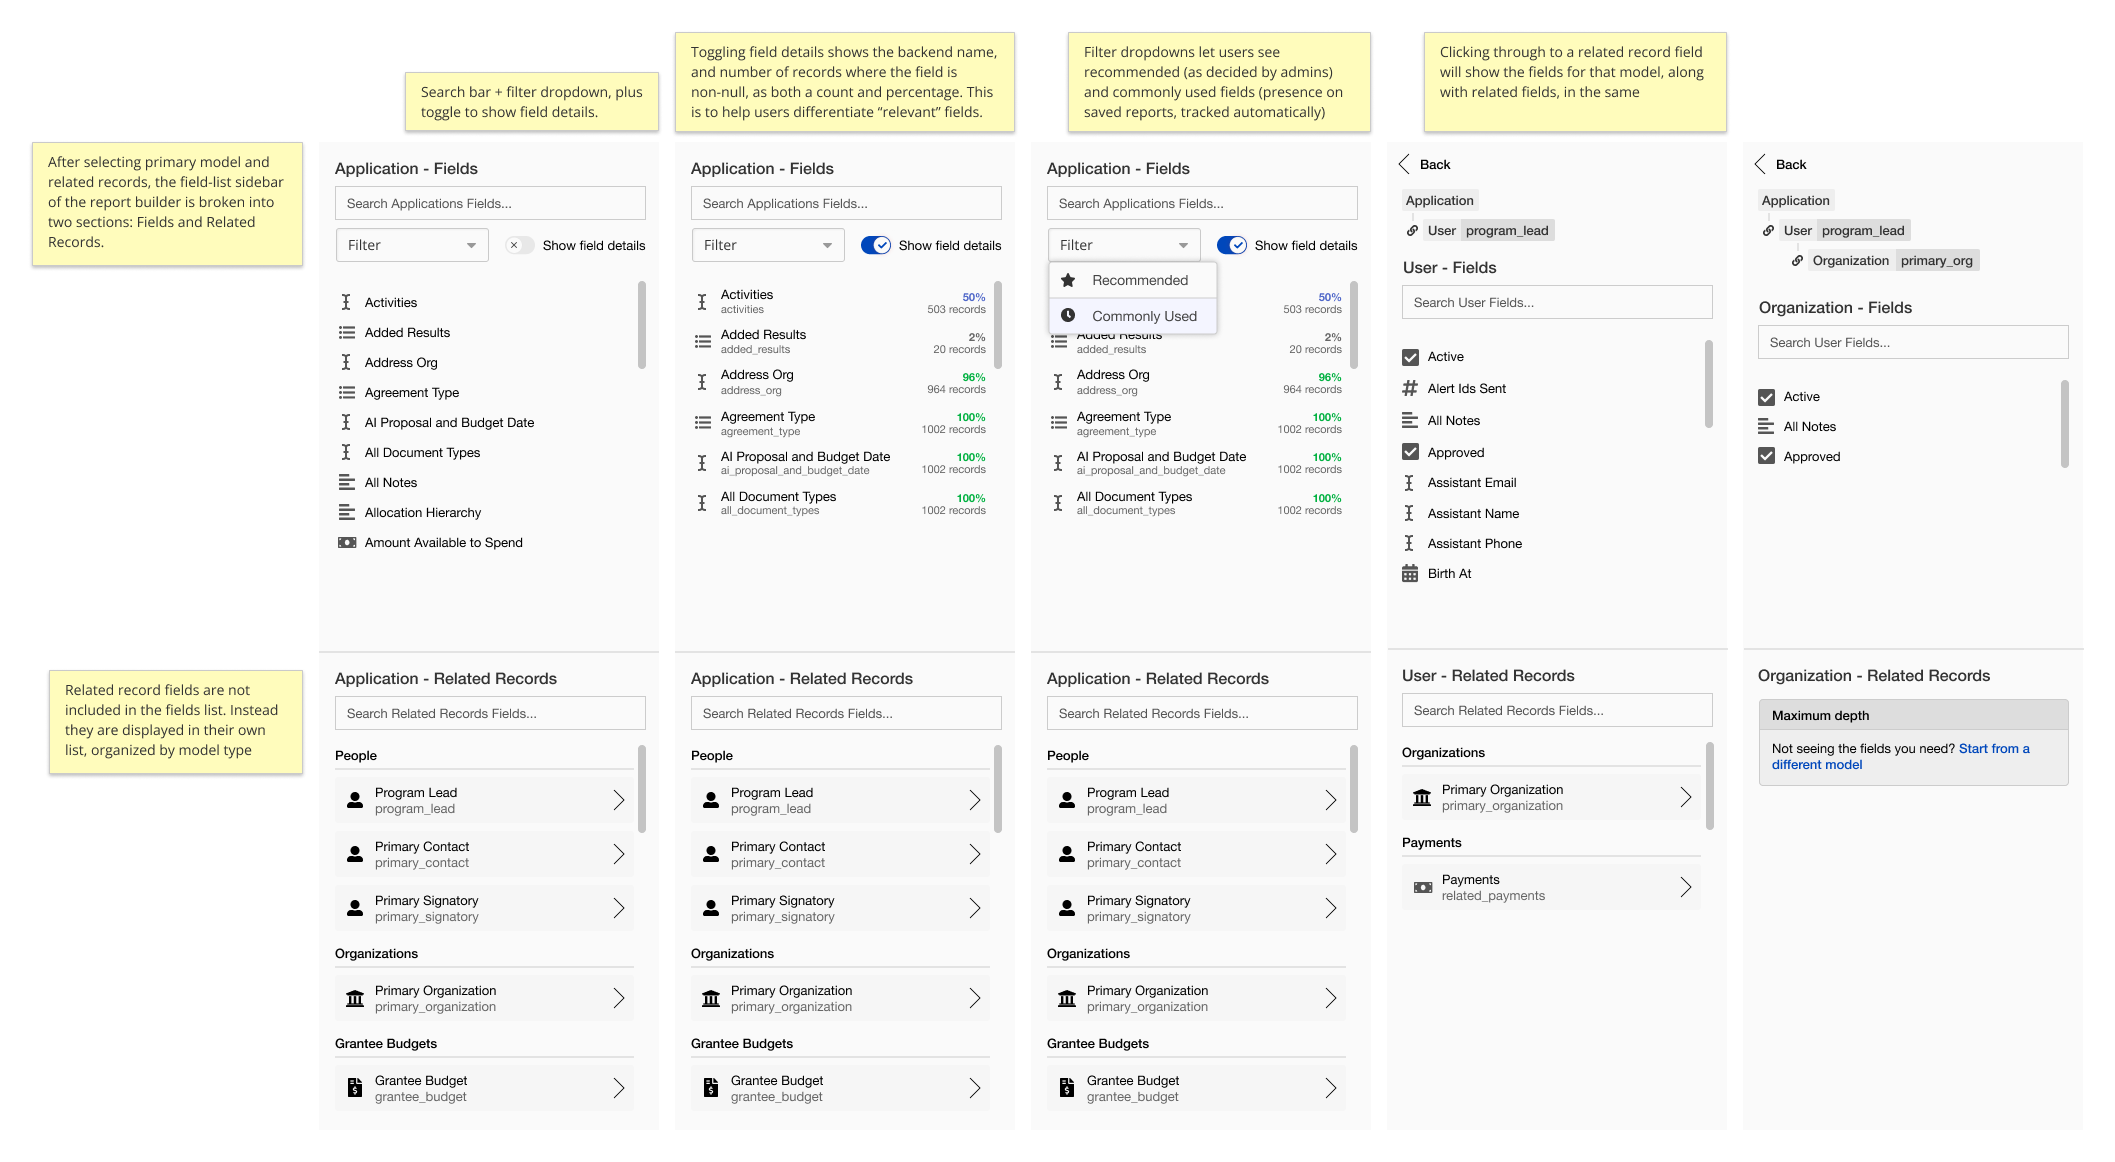 Search bar + filter dropdown, plus
toggle to show field details.
Toggling field details shows the backend name,
and number of records where the field is
non-null, as both a count and percentage. This
is to help users differentiate “relevant” fields.
Filter dropdowns let users see
recommended (as decided by admins)
and commonly used fields (presence on
saved reports, tracked automatically)
Clicking through to a related record field
will show the fields for that model, along
with related fields, in the same
After selecting primary model and
related records, the field-list sidebar
of the report builder is broken into
two sections: Fields and Related
Records.
Application - Fields
Search Applications Fields...
Filter
Show field details
Activities
Added Results
Address Org
Agreement Type
AI Proposal and Budget Date
All Document Types
All Notes
Allocation Hierarchy
Amount Available to Spend
Application - Fields
Search Applications Fields...
Filter
Show field details
Activities 50%
activities 503 records
Added Results 2%
added_results 20 records
Address Org 96%
address_org 964 records
Agreement Type 100%
agreement_type 1002 records
AI Proposal and Budget Date 100%
ai_proposal_and_budget_date 1002 records
All Document Types 100%
all_document_types 1002 records
Application - Fields
Search Applications Fields...
Filter
Show field details
Recommended
Commonly Used
50%
503 records
Added Results 2%
added_results 20 records
Address Org 96%
address_org 964 records
Agreement Type 100%
agreement_type 1002 records
AI Proposal and Budget Date 100%
ai_proposal_and_budget_date 1002 records
All Document Types 100%
all_document_types 1002 records
Back
Application
User program_lead
User - Fields
Search User Fields...
Active
Alert Ids Sent
All Notes
Approved
Assistant Email
Assistant Name
Assistant Phone
Birth At
Back
Application
User program_lead
Organization primary_org
Organization - Fields
Search User Fields...
Active
All Notes
Approved
Related record fields are not
included in the fields list. Instead
they are displayed in their own
list, organized by model type
Application - Related Records
Search Related Records Fields...
People
Program Lead
program_lead
Primary Contact
primary_contact
Primary Signatory
primary_signatory
Organizations
Primary Organization
primary_organization
Grantee Budgets
Grantee Budget
grantee_budget
Application - Related Records
Search Related Records Fields...
People
Program Lead
program_lead
Primary Contact
primary_contact
Primary Signatory
primary_signatory
Organizations
Primary Organization
primary_organization
Grantee Budgets
Grantee Budget
grantee_budget
Application - Related Records
Search Related Records Fields...
People
Program Lead
program_lead
Primary Contact
primary_contact
Primary Signatory
primary_signatory
Organizations
Primary Organization
primary_organization
Grantee Budgets
Grantee Budget
grantee_budget
User - Related Records
Search Related Records Fields...
Organizations
Primary Organization
primary_organization
Payments
Payments
related_payments
Organization - Related Records
Maximum depth
Not seeing the fields you need? Start from a
different model